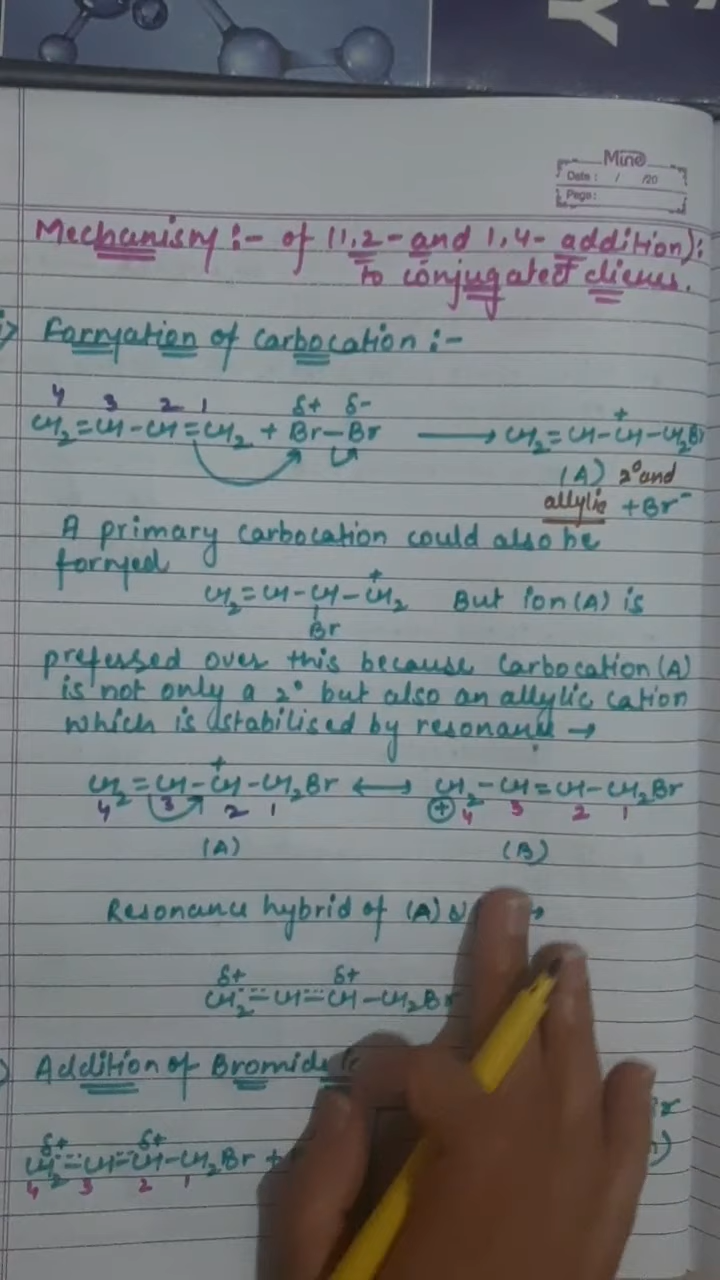 CY
Mino
Date : / /20
Page:
Mechanism :- of (1,2- and 1,4- addition):
to conjugated dienes.
i> Formation of Carbocation :-
4 3 2 1 δ+ δ-
CH₂=CH-CH=CH₂ + Br-Br ⟶ CH₂=CH-C⁺H-CH₂Br
(A) 2° and
allylic + Br⁻
A primary carbocation could also be
formed
CH₂=CH-CH-C⁺H₂ But ion (A) is
Br
preferred over this because Carbocation (A)
is not only a 2° but also an allylic cation
which is stabilised by resonance →
CH₂=CH-C⁺H-CH₂Br ⟷ CH₂-CH=CH-CH₂Br
4 3 2 1 ⊕ 4 3 2 1
(A) (B)
Resonance hybrid of (A) →
δ+ δ+
CH₂=CH=CH-CH₂Br
Addition of Bromide
δ+ δ+
CH₂=CH=CH-CH₂Br +
4 3 2 1